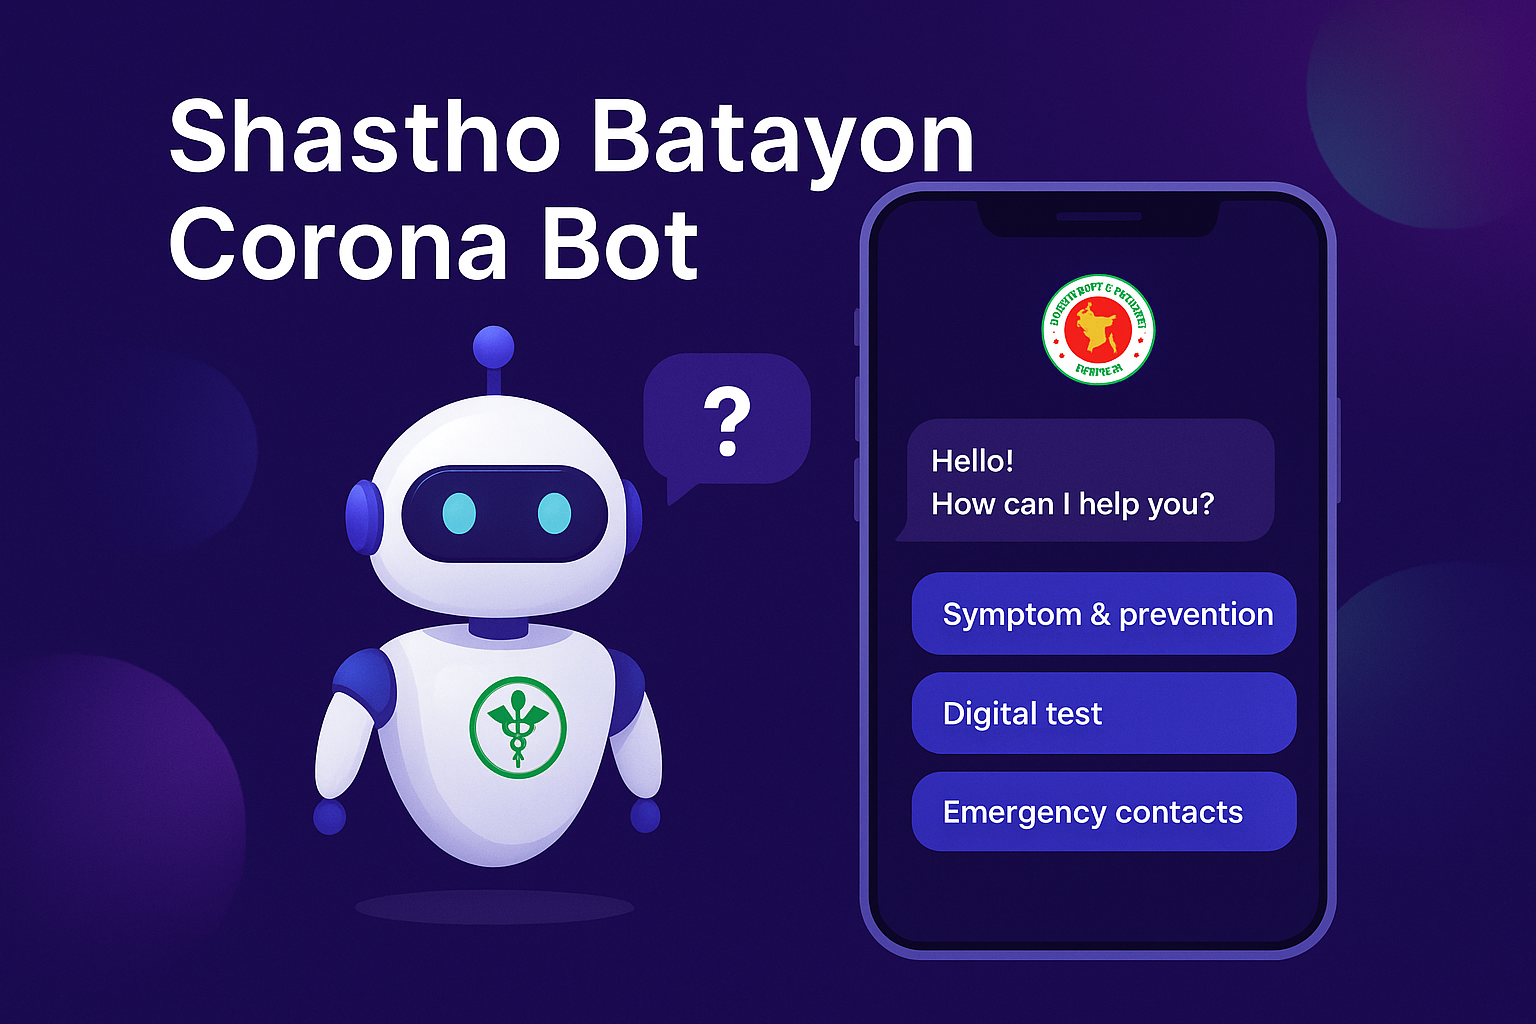 Shastho Batayon
Corona Bot
?
Hello!
How can I help you?
Symptom & prevention
Digital test
Emergency contacts